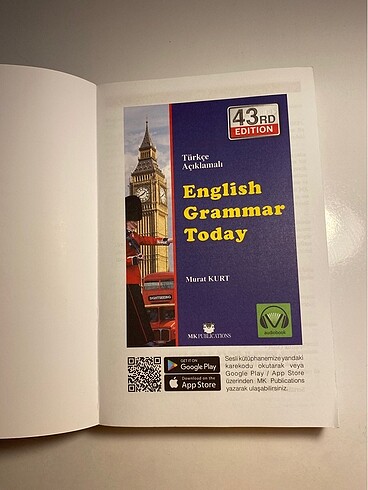 43RD
EDITION
Türkçe
Açıklamalı
English
Grammar
Today
Murat KURT
MK PUBLICATIONS
Audiobook
GET IT ON
Google Play
Download on the
App Store
Sesli kütüphanemize yandaki
karekodu okutarak veya
Google Play / App Store
üzerinden MK Publications
yazarak ulaşabilirsiniz.